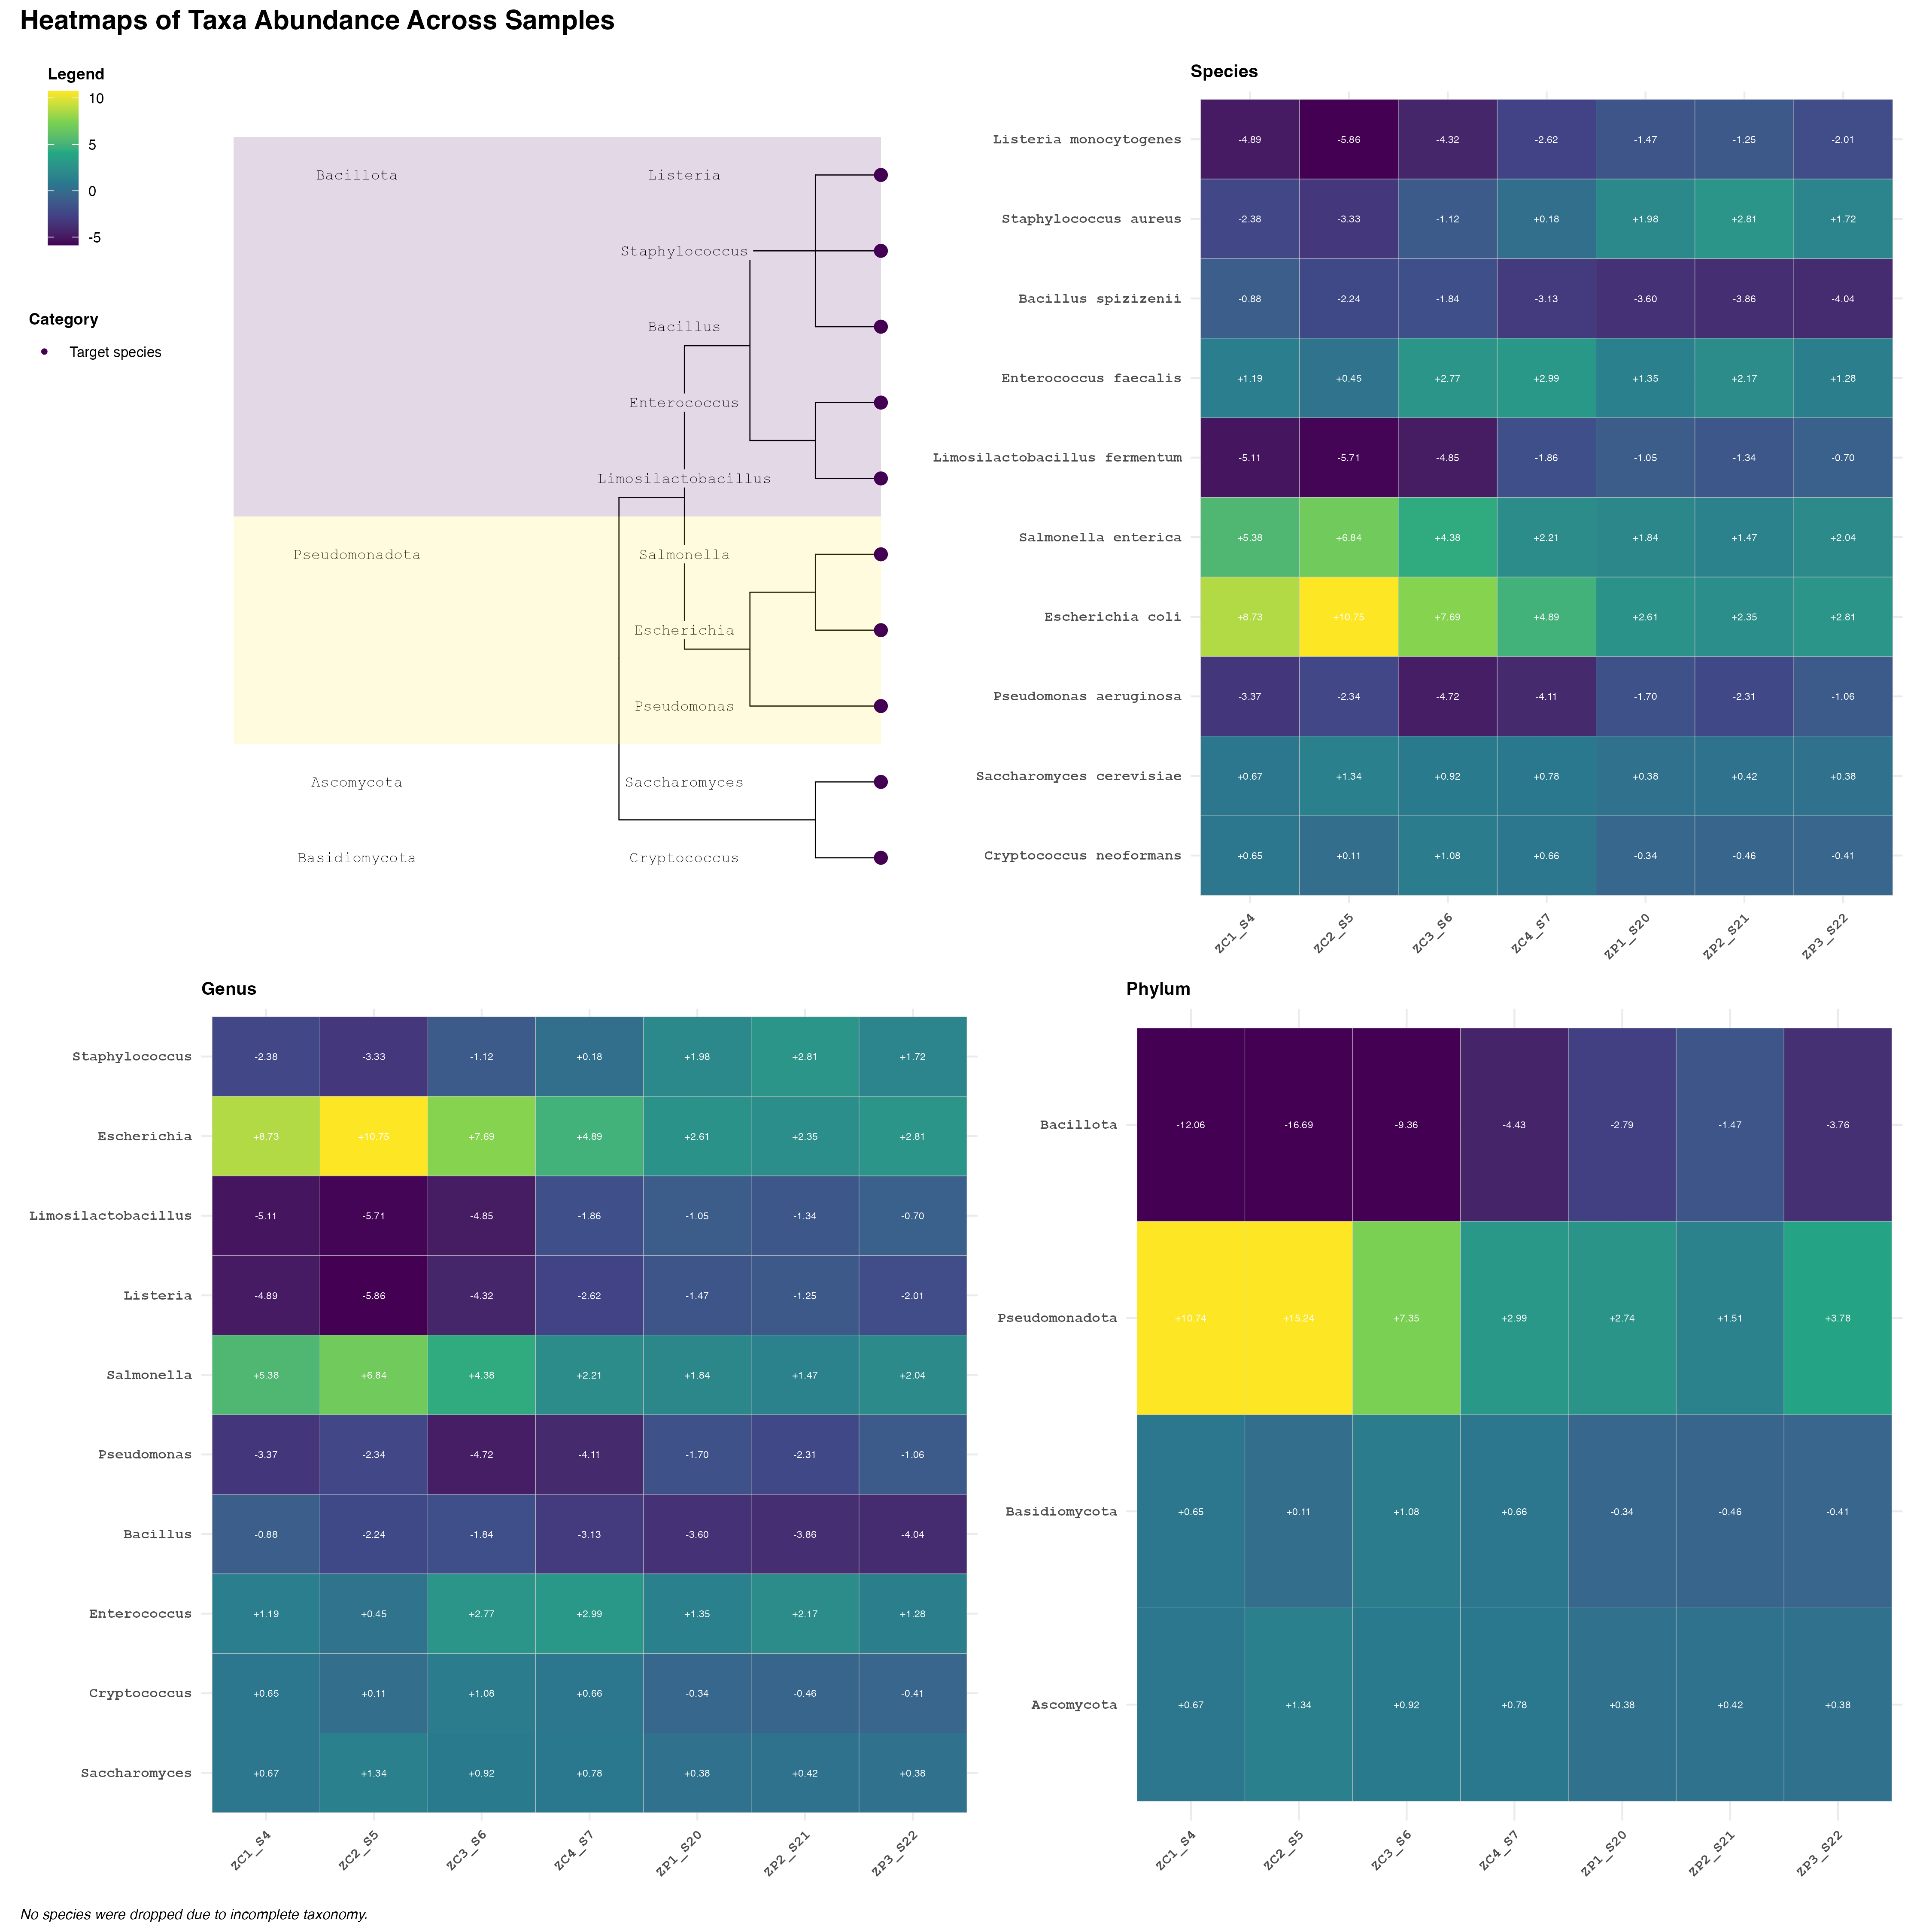 Heatmaps of Taxa Abundance Across Samples
Legend
10
5
0
-5
Category
Target species
Bacillota Listeria
Staphylococcus
Bacillus
Enterococcus
Limosilactobacillus
Pseudomonadota Salmonella
Escherichia
Pseudomonas
Ascomycota Saccharomyces
Basidiomycota Cryptococcus
Species
Listeria monocytogenes -4.89 -5.86 -4.32 -2.62 -1.47 -1.25 -2.01
Staphylococcus aureus -2.38 -3.33 -1.12 +0.18 +1.98 +2.81 +1.72
Bacillus spizizenii -0.88 -2.24 -1.84 -3.13 -3.60 -3.86 -4.04
Enterococcus faecalis +1.19 +0.45 +2.77 +2.99 +1.35 +2.17 +1.28
Limosilactobacillus fermentum -5.11 -5.71 -4.85 -1.86 -1.05 -1.34 -0.70
Salmonella enterica +5.38 +6.84 +4.38 +2.21 +1.84 +1.47 +2.04
Escherichia coli +8.73 +10.75 +7.69 +4.89 +2.61 +2.35 +2.81
Pseudomonas aeruginosa -3.37 -2.34 -4.72 -4.11 -1.70 -2.31 -1.06
Saccharomyces cerevisiae +0.67 +1.34 +0.92 +0.78 +0.38 +0.42 +0.38
Cryptococcus neoformans +0.65 +0.11 +1.08 +0.66 -0.34 -0.46 -0.41
ZC1_S4 ZC2_S5 ZC3_S6 ZC4_S7 ZP1_S20 ZP2_S21 ZP3_S22
Genus
Staphylococcus -2.38 -3.33 -1.12 +0.18 +1.98 +2.81 +1.72
Escherichia +8.73 +10.75 +7.69 +4.89 +2.61 +2.35 +2.81
Limosilactobacillus -5.11 -5.71 -4.85 -1.86 -1.05 -1.34 -0.70
Listeria -4.89 -5.86 -4.32 -2.62 -1.47 -1.25 -2.01
Salmonella +5.38 +6.84 +4.38 +2.21 +1.84 +1.47 +2.04
Pseudomonas -3.37 -2.34 -4.72 -4.11 -1.70 -2.31 -1.06
Bacillus -0.88 -2.24 -1.84 -3.13 -3.60 -3.86 -4.04
Enterococcus +1.19 +0.45 +2.77 +2.99 +1.35 +2.17 +1.28
Cryptococcus +0.65 +0.11 +1.08 +0.66 -0.34 -0.46 -0.41
Saccharomyces +0.67 +1.34 +0.92 +0.78 +0.38 +0.42 +0.38
ZC1_S4 ZC2_S5 ZC3_S6 ZC4_S7 ZP1_S20 ZP2_S21 ZP3_S22
Phylum
Bacillota -12.06 -16.69 -9.36 -4.43 -2.79 -1.47 -3.76
Pseudomonadota +10.74 +15.24 +7.35 +2.99 +2.74 +1.51 +3.78
Basidiomycota +0.65 +0.11 +1.08 +0.66 -0.34 -0.46 -0.41
Ascomycota +0.67 +1.34 +0.92 +0.78 +0.38 +0.42 +0.38
ZC1_S4 ZC2_S5 ZC3_S6 ZC4_S7 ZP1_S20 ZP2_S21 ZP3_S22
No species were dropped due to incomplete taxonomy.